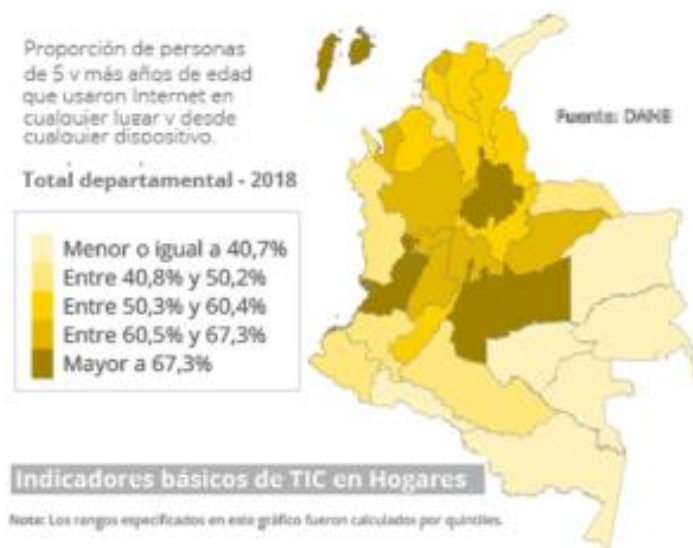 Proporción de personas
de 5 y más años de edad
que usaron Internet en
cualquier lugar y desde
cualquier dispositivo.
Total departamental - 2018
Fuente: DANE
Menor o igual a 40,7%
Entre 40,8% y 50,2%
Entre 50,3% y 60,4%
Entre 60,5% y 67,3%
Mayor a 67,3%
Indicadores básicos de TIC en Hogares
Nota: Los rangos especificados en este gráfico fueron calculados por quintiles.